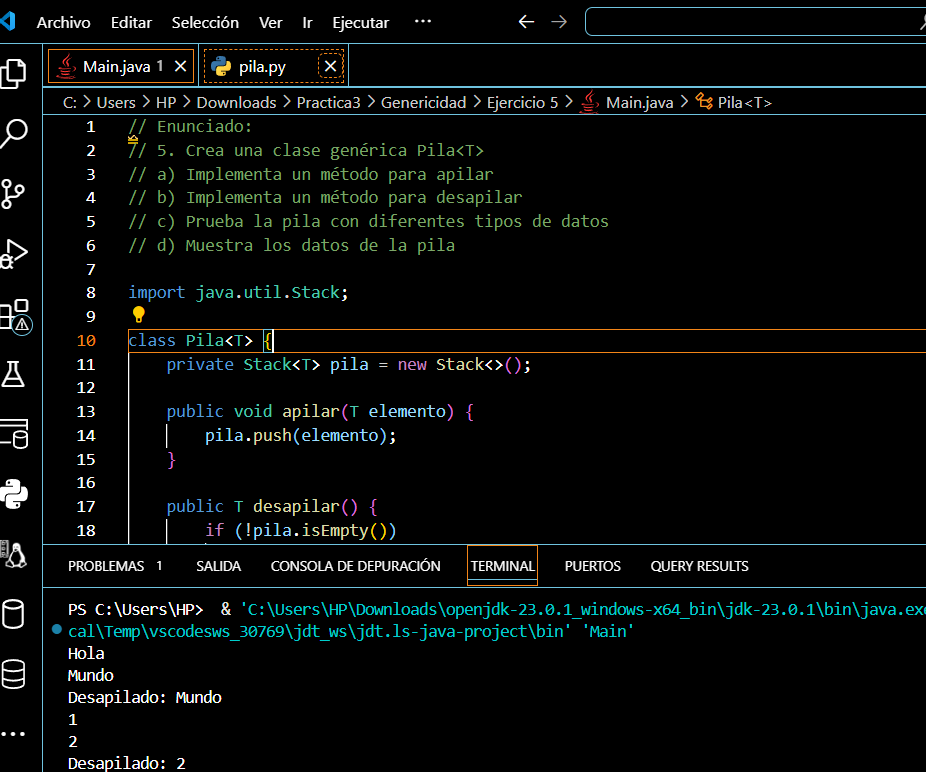 Archivo Editar Selección Ver Ir Ejecutar ...
Main.java 1 pila.py
C: > Users > HP > Downloads > Practica3 > Genericidad > Ejercicio 5 > Main.java > Pila<T>
1 // Enunciado:
2 // 5. Crea una clase genérica Pila<T>
3 // a) Implementa un método para apilar
4 // b) Implementa un método para desapilar
5 // c) Prueba la pila con diferentes tipos de datos
6 // d) Muestra los datos de la pila
7
8 import java.util.Stack;
9
10 class Pila<T> {
11 private Stack<T> pila = new Stack<>();
12
13 public void apilar(T elemento) {
14 pila.push(elemento);
15 }
16
17 public T desapilar() {
18 if (!pila.isEmpty())
PROBLEMAS 1 SALIDA CONSOLA DE DEPURACIÓN TERMINAL PUERTOS QUERY RESULTS
PS C:\Users\HP> & 'C:\Users\HP\Downloads\openjdk-23.0.1_windows-x64_bin\jdk-23.0.1\bin\java.exe
cal\Temp\vscodesws_30769\jdt_ws\jdt.ls-java-project\bin' 'Main'
Hola
Mundo
Desapilado: Mundo
1
2
Desapilado: 2